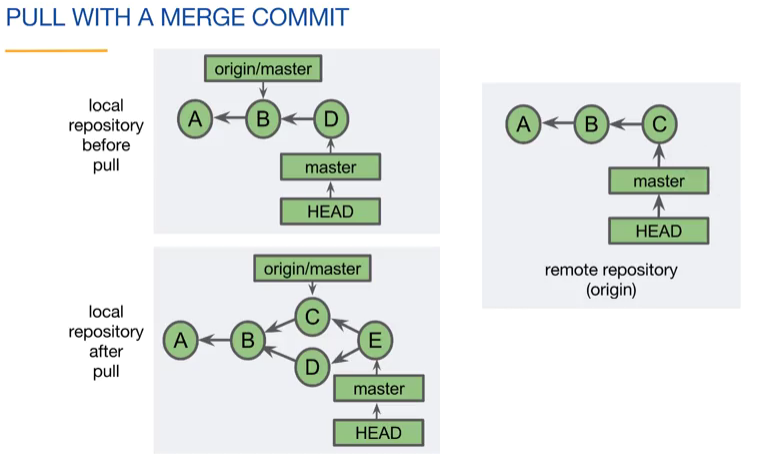 PULL WITH A MERGE COMMIT
local
repository
before
pull
origin/master
A
B
D
master
HEAD
A
B
C
master
HEAD
remote repository
(origin)
local
repository
after
pull
origin/master
A
B
C
D
E
master
HEAD